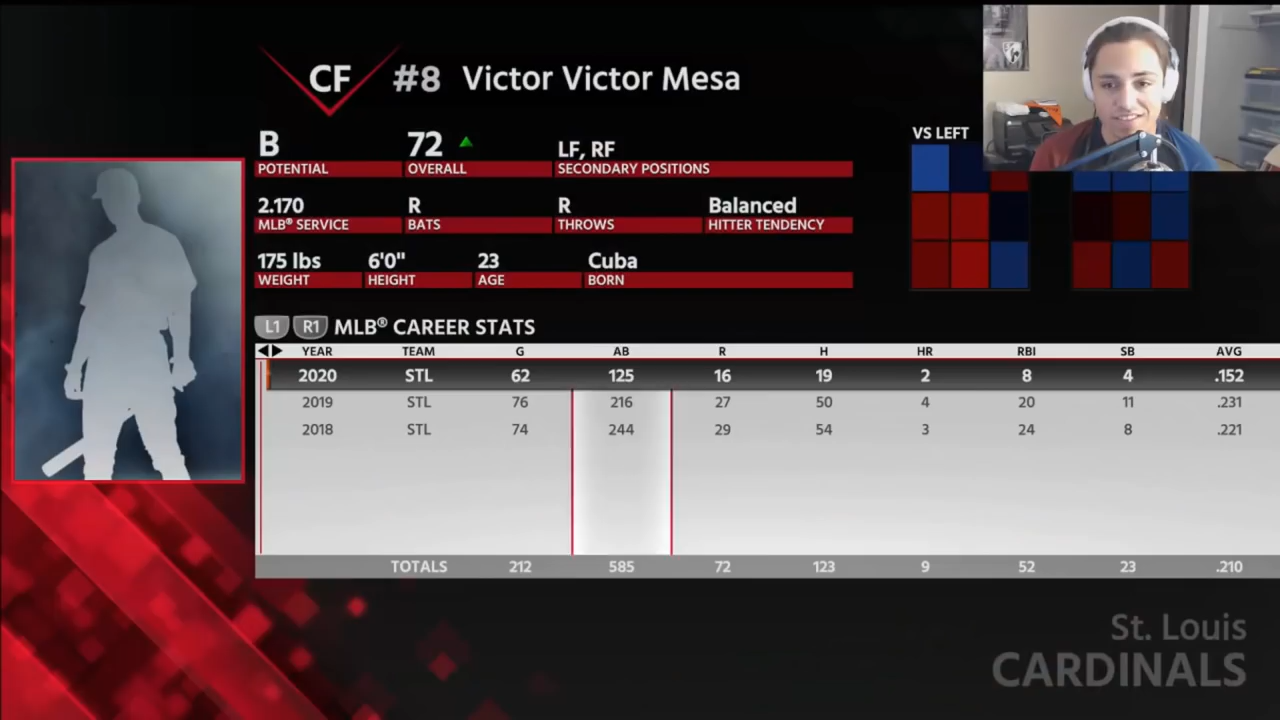 CF #8 Victor Victor Mesa
B 72 LF, RF
POTENTIAL OVERALL SECONDARY POSITIONS
2.170 R R Balanced
MLB® SERVICE BATS THROWS HITTER TENDENCY
175 lbs 6'0" 23 Cuba
WEIGHT HEIGHT AGE BORN
VS LEFT
L1 R1 MLB® CAREER STATS
YEAR TEAM G AB R H HR RBI SB AVG
2020 STL 62 125 16 19 2 8 4 .152
2019 STL 76 216 27 50 4 20 11 .231
2018 STL 74 244 29 54 3 24 8 .221
TOTALS 212 585 72 123 9 52 23 .210
St. Louis
CARDINALS